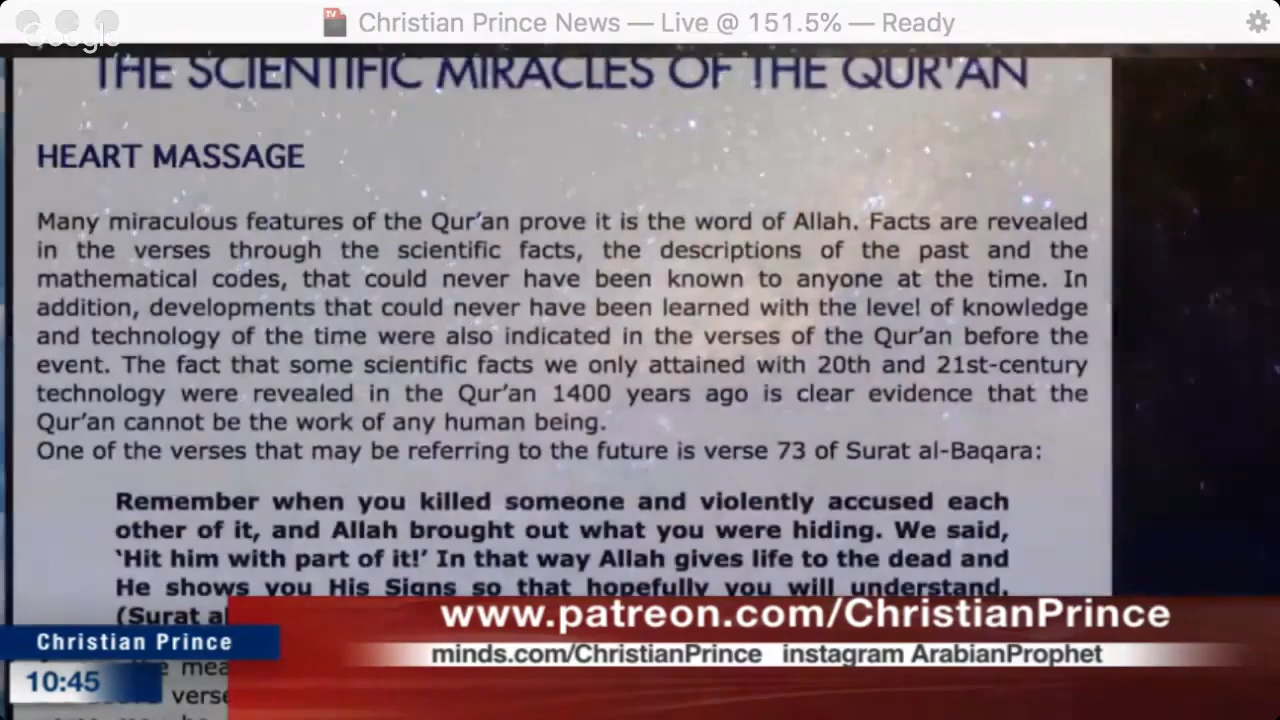 Christian Prince News — Live @ 151.5% — Ready
Google
THE SCIENTIFIC MIRACLES OF THE QUR'AN
HEART MASSAGE
Many miraculous features of the Qur’an prove it is the word of Allah. Facts are revealed
in the verses through the scientific facts, the descriptions of the past and the
mathematical codes, that could never have been known to anyone at the time. In
addition, developments that could never have been learned with the level of knowledge
and technology of the time were also indicated in the verses of the Qur’an before the
event. The fact that some scientific facts we only attained with 20th and 21st-century
technology were revealed in the Qur’an 1400 years ago is clear evidence that the
Qur’an cannot be the work of any human being.
One of the verses that may be referring to the future is verse 73 of Surat al-Baqara:
Remember when you killed someone and violently accused each
other of it, and Allah brought out what you were hiding. We said,
‘Hit him with part of it!’ In that way Allah gives life to the dead and
He shows you His Signs so that hopefully you will understand.
(Surat a
www.patreon.com/ChristianPrince
Christian Prince
minds.com/ChristianPrince instagram ArabianProphet
10:45
verse